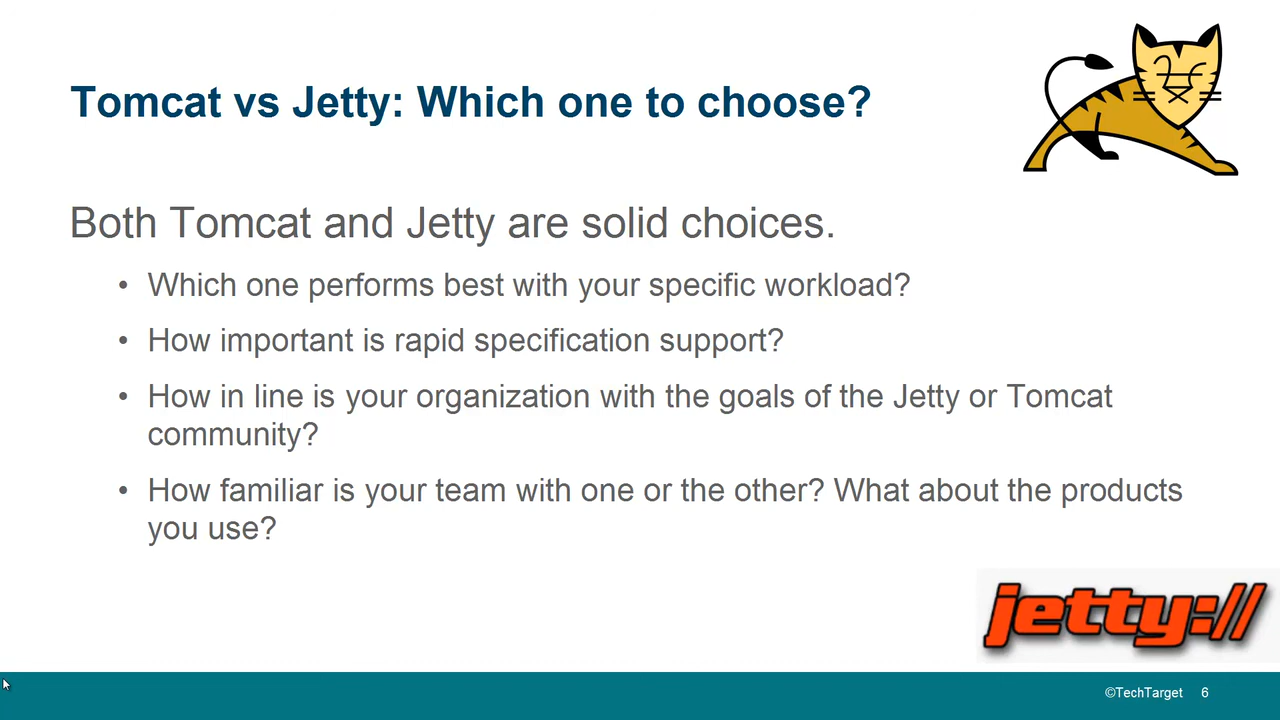 Tomcat vs Jetty: Which one to choose?
Both Tomcat and Jetty are solid choices.
• Which one performs best with your specific workload?
• How important is rapid specification support?
• How in line is your organization with the goals of the Jetty or Tomcat
community?
• How familiar is your team with one or the other? What about the products
you use?
jetty://
©TechTarget 6